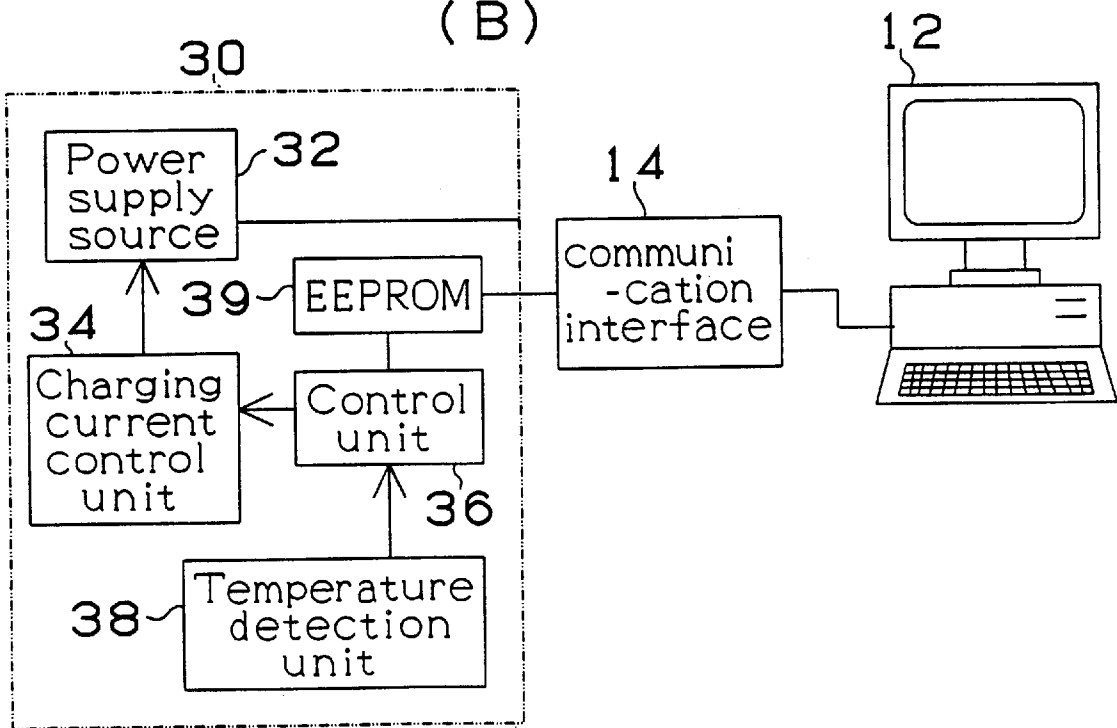 (B)
30
12
Power
supply
source
32
14
communi
-cation
interface
39
EEPROM
34
Charging
current
control
unit
Control
unit
36
38
Temperature
detection
unit